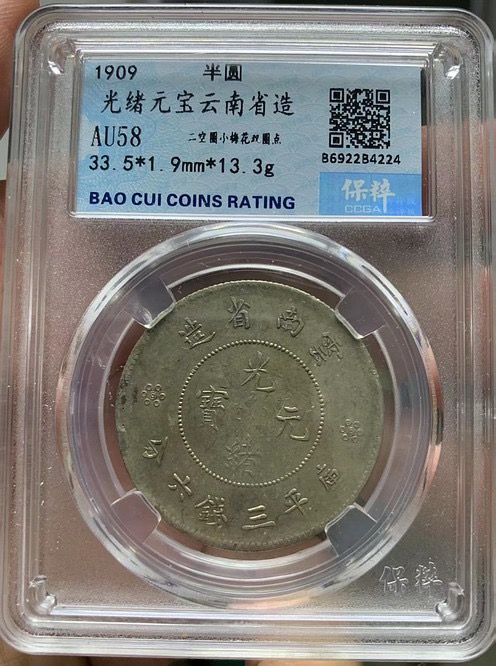 1909 半圆
光绪元宝云南省造
AU58 二空圈小梅花双圈点
33.5*1.9mm*13.3g
B6922B4224
BAO CUI COINS RATING
保粹
CCGA
雲南省造
光緒元寶
庫平三錢六分
保粹